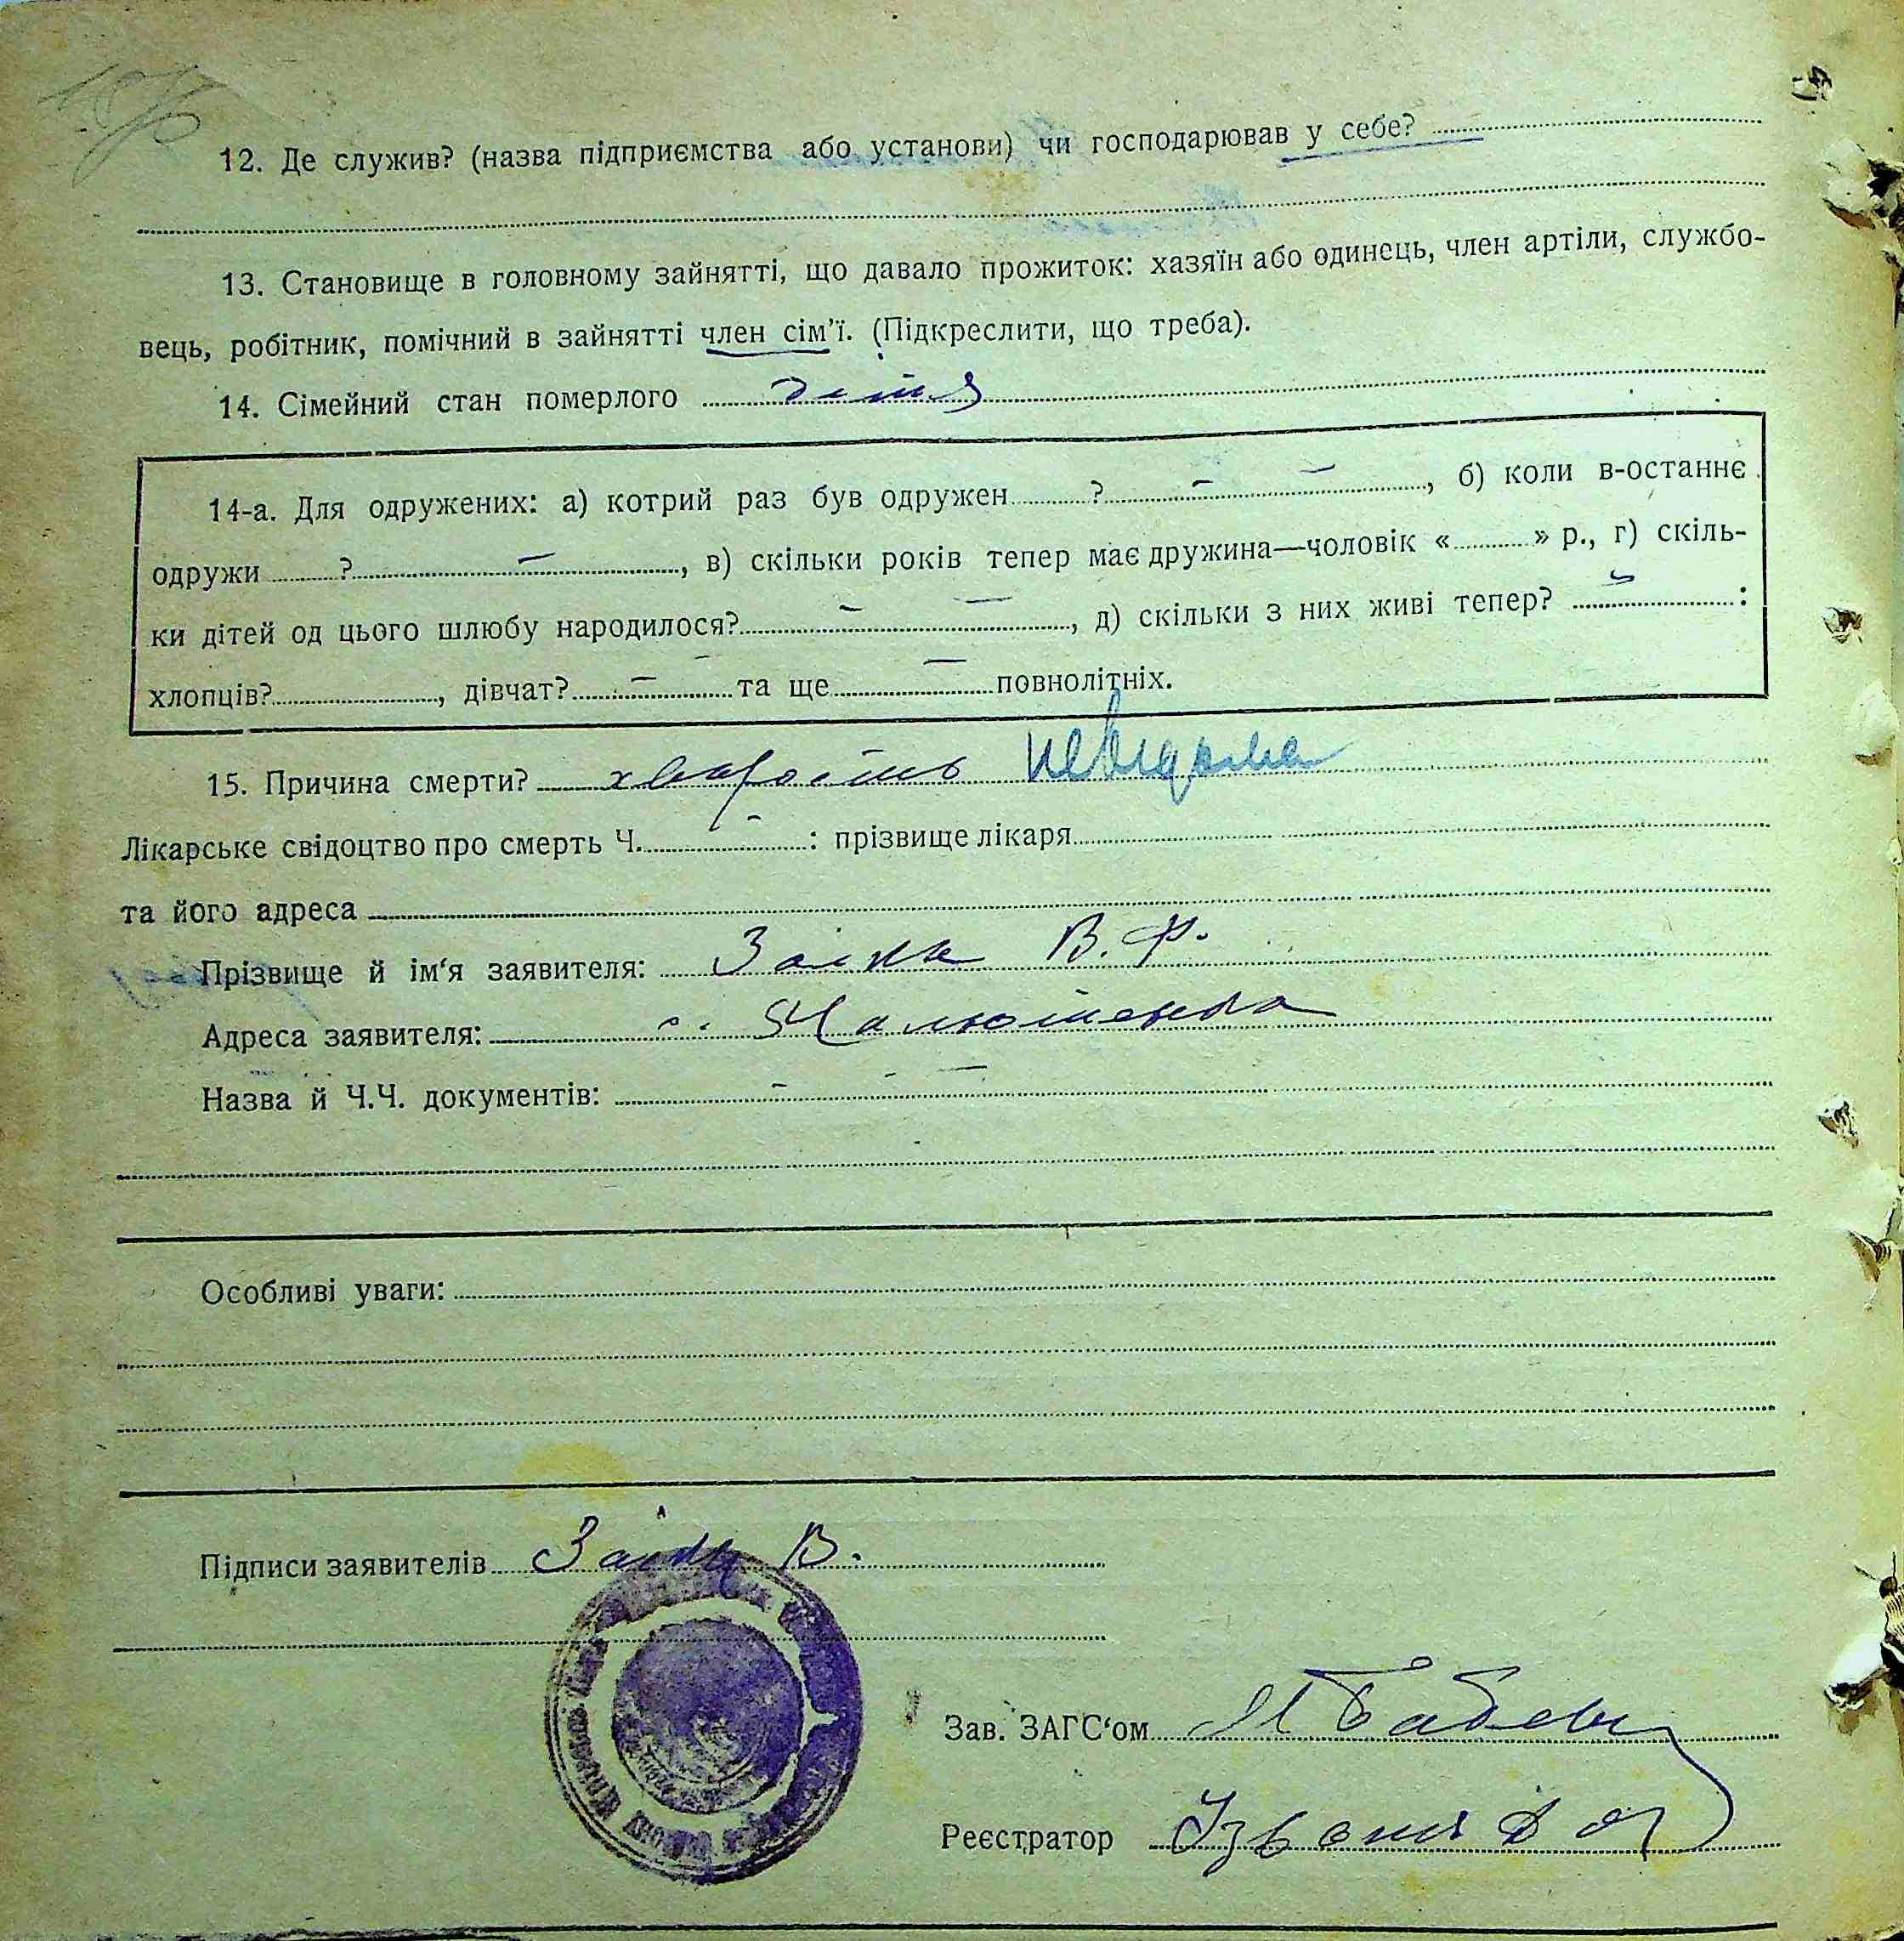 12. Де служив? (назва підприємства або установи) чи господарював у себе?
13. Становище в головному зайнятті, що давало прожиток: хазяїн або одинець, член артіли, службо-
вець, робітник, помічний в зайнятті член сім'ї. (Підкреслити, що треба).
14. Сімейний стан померлого дитя
14-а. Для одружених: а) котрий раз був одружен ? — —, б) коли в-останнє
одружи ? —, в) скільки років тепер має дружина—чоловік « » р., г) скіль-
ки дітей од цього шлюбу народилося? — —, д) скільки з них живі тепер? :
хлопців? , дівчат? — та ще — повнолітніх.
15. Причина смерти? хворость невидома
Лікарське свідоцтво про смерть Ч. - : прізвище лікаря
та його адреса
Прізвище й ім'я заявителя: В. Ф.
Адреса заявителя: с.
Назва й Ч.Ч. документів: - - —
Особливі уваги:
Підписи заявителів В.
Зав. ЗАГС'ом
Реєстратор